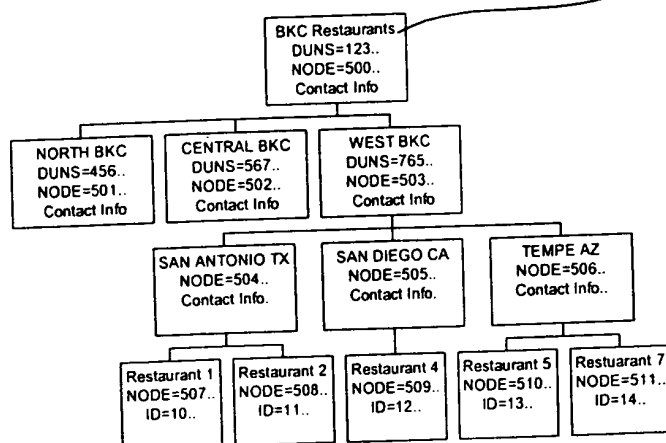 BKC Restaurants
DUNS=123..
NODE=500..
Contact Info
NORTH BKC
DUNS=456..
NODE=501..
Contact Info
CENTRAL BKC
DUNS=567..
NODE=502..
Contact Info
WEST BKC
DUNS=765..
NODE=503..
Contact Info
SAN ANTONIO TX
NODE=504..
Contact Info.
SAN DIEGO CA
NODE=505..
Contact Info.
TEMPE AZ
NODE=506..
Contact Info..
Restaurant 1
NODE=507..
ID=10..
Restaurant 2
NODE=508..
ID=11..
Restaurant 4
NODE=509..
ID=12..
Restaurant 5
NODE=510..
ID=13..
Restuarant 7
NODE=511..
ID=14..